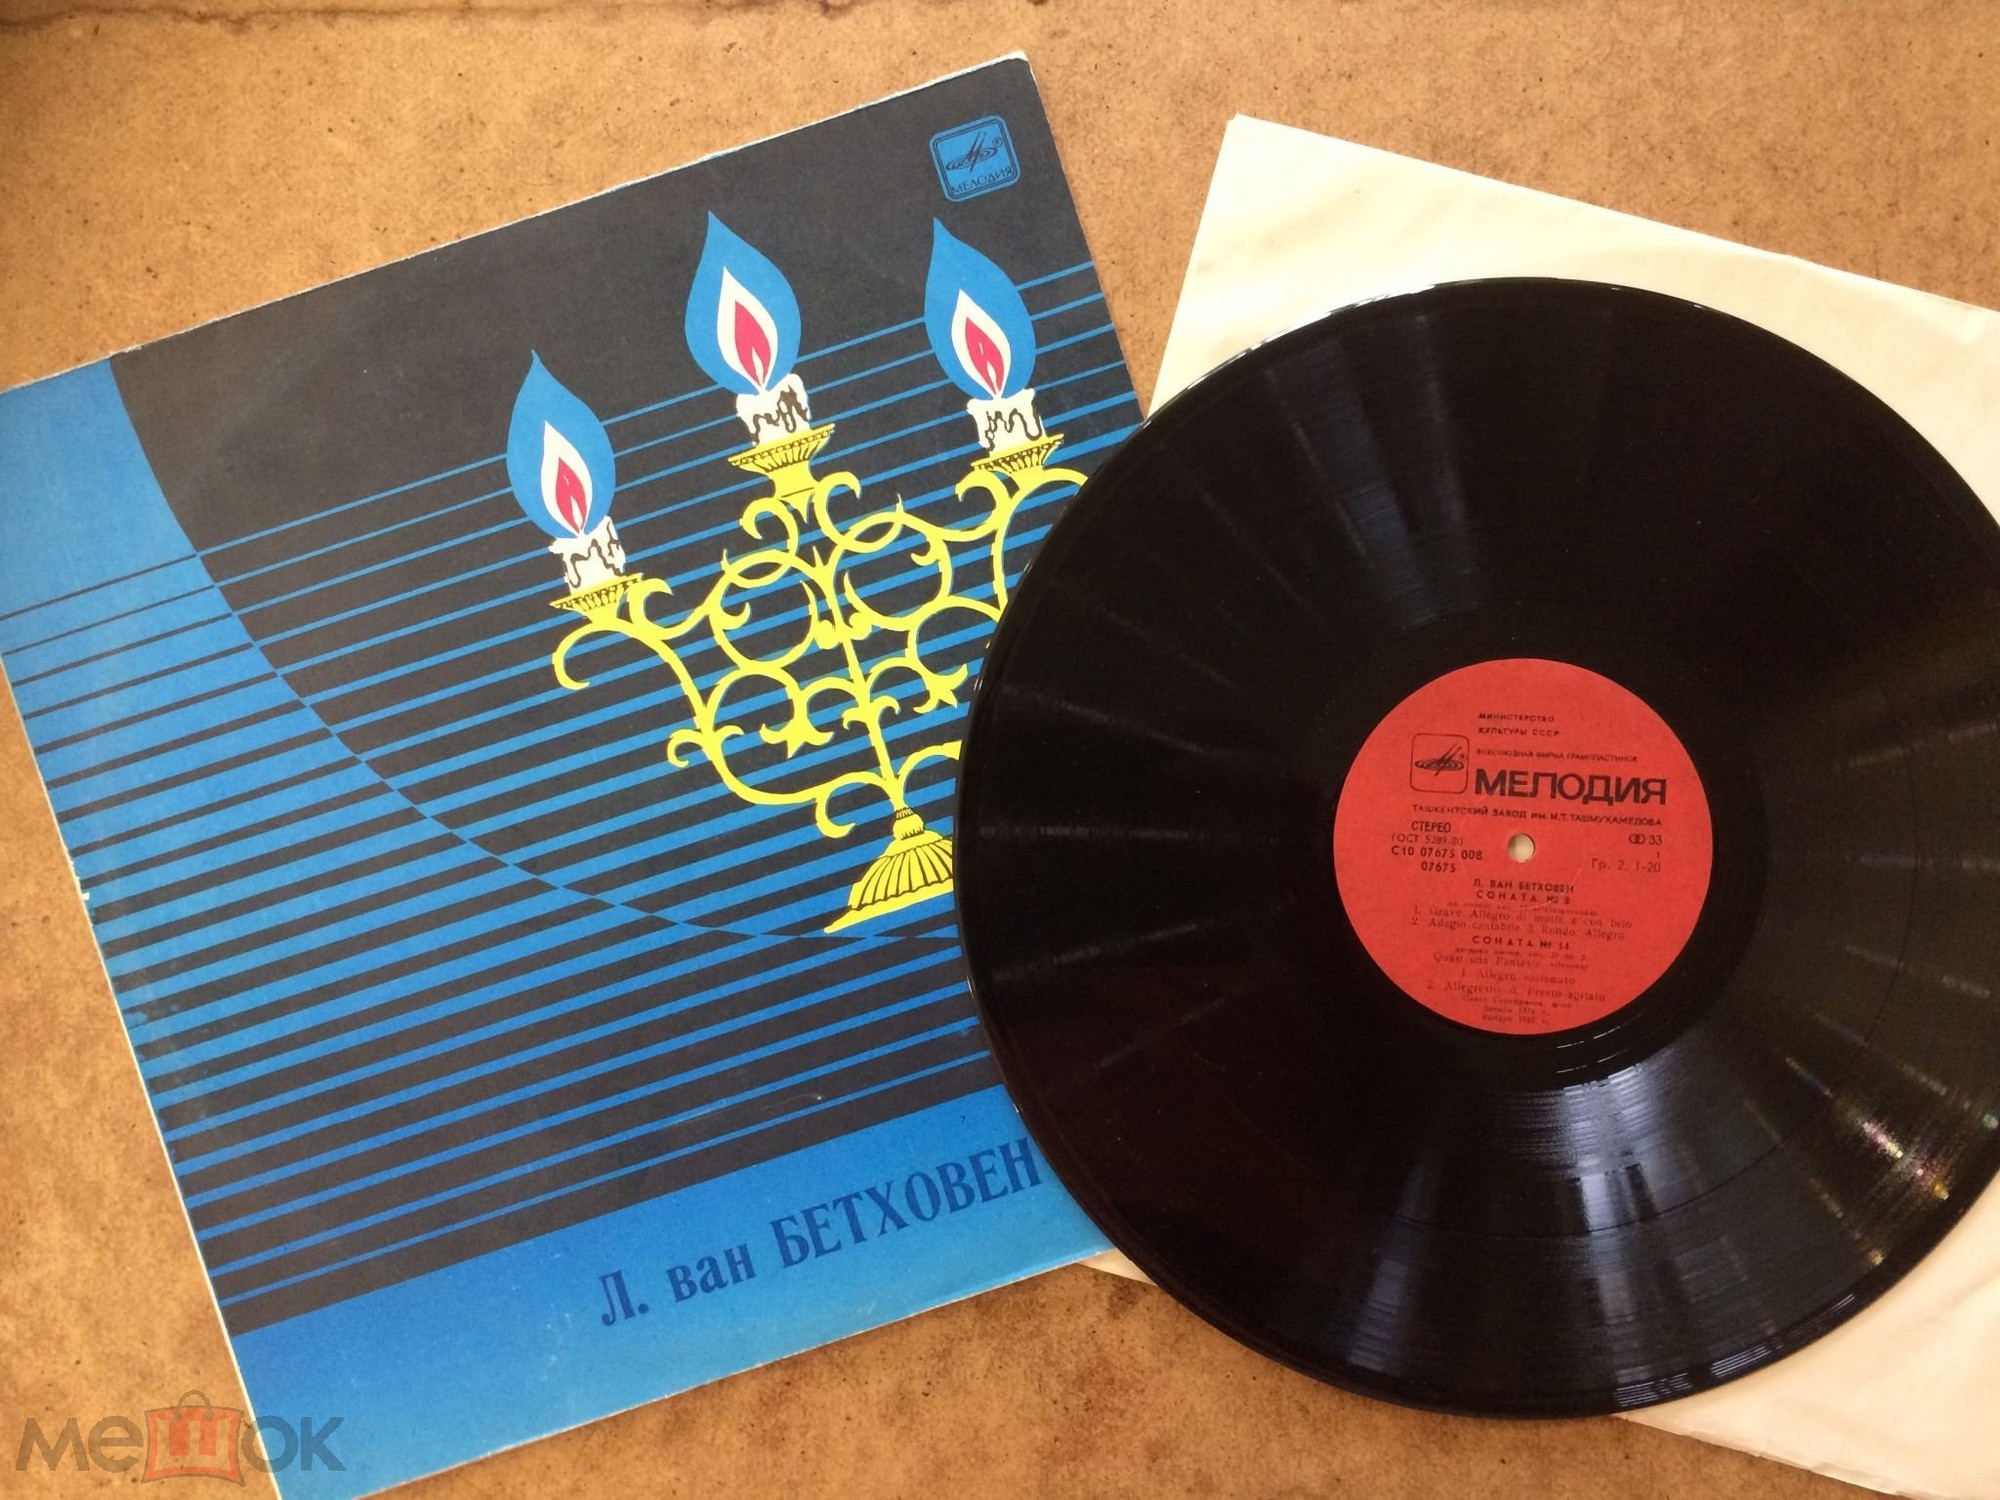 МЕЛОДИЯ
Л. ван БЕТХОВЕН
МИНИСТЕРСТВО
КУЛЬТУРЫ СССР
ВСЕСОЮЗНАЯ ФИРМА ГРАМПЛАСТИНОК
МЕЛОДИЯ
ТАШКЕНТСКИЙ ЗАВОД ИМ. М.Т. ТАШМУХАМЕДОВА
СТЕРЕО
33
ГОСТ 5289-80
С10 07675 008
1
07675
Гр. 2. 1-20
Л. ВАН БЕТХОВЕН
СОНАТА № 8
1. Grave. Allegro di molto e con brio
2. Adagio cantabile 3. Rondo. Allegro
СОНАТА № 14
Quasi una Fantasia
1. Allegro sostenuto
2. Allegretto 3. Presto agitato
мешок